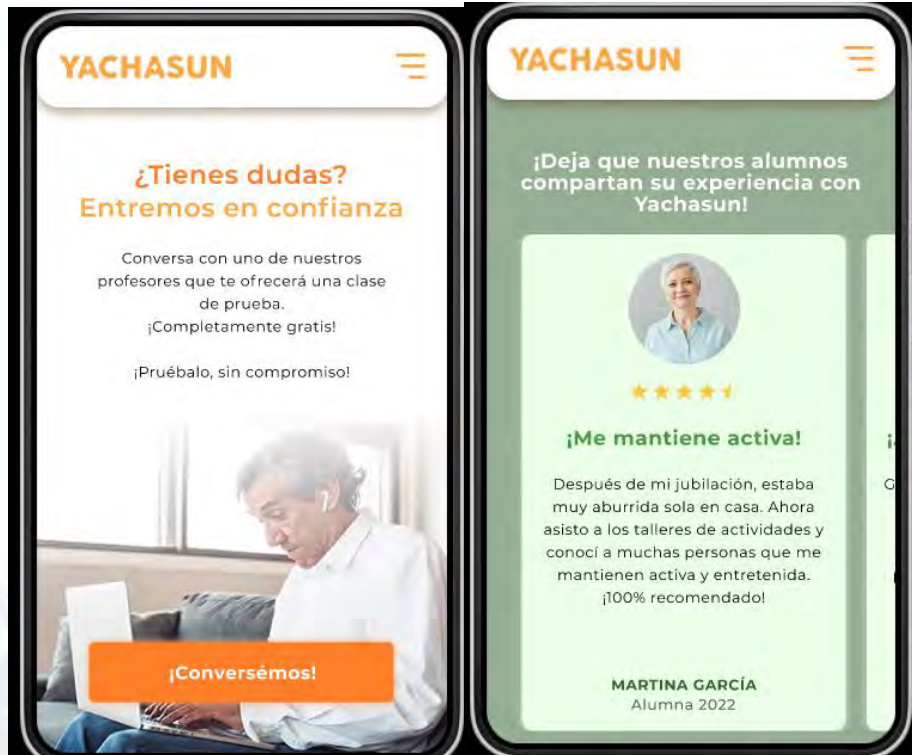 YACHASUN
¿Tienes dudas?
Entremos en confianza
Conversa con uno de nuestros
profesores que te ofrecerá una clase
de prueba.
¡Completamente gratis!
¡Pruébalo, sin compromiso!
¡Conversémos!
YACHASUN
¡Deja que nuestros alumnos
compartan su experiencia con
Yachasun!
¡Me mantiene activa!
Después de mi jubilación, estaba
muy aburrida sola en casa. Ahora
asisto a los talleres de actividades y
conocí a muchas personas que me
mantienen activa y entretenida.
¡100% recomendado!
MARTINA GARCÍA
Alumna 2022